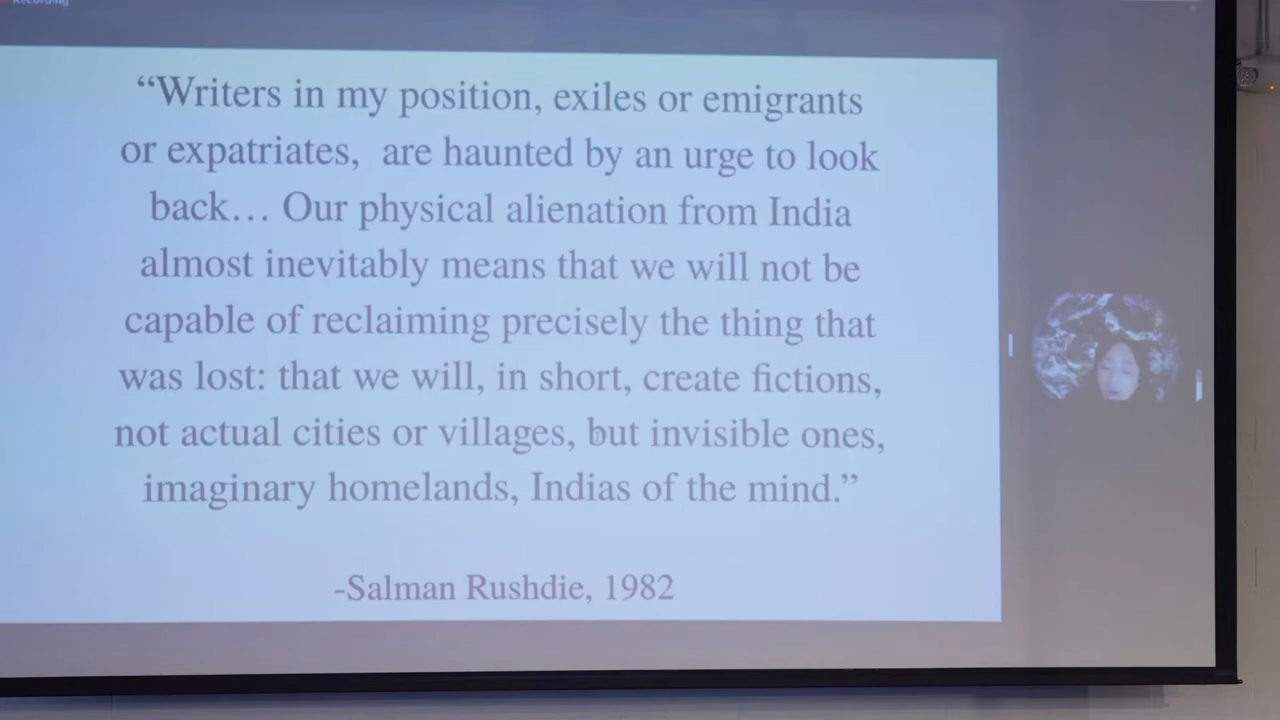 Recording
“Writers in my position, exiles or emigrants
or expatriates,  are haunted by an urge to look
back… Our physical alienation from India
almost inevitably means that we will not be
capable of reclaiming precisely the thing that
was lost: that we will, in short, create fictions,
not actual cities or villages, but invisible ones,
imaginary homelands, Indias of the mind.”
-Salman Rushdie, 1982